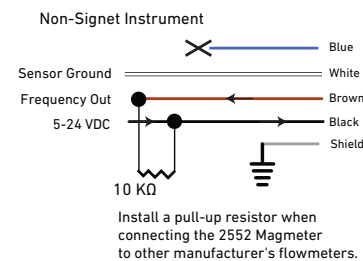 Non-Signet Instrument
Blue
Sensor Ground
White
Frequency Out
Brown
5-24 VDC
Black
Shield
10 KΩ
Install a pull-up resistor when
connecting the 2552 Magmeter
to other manufacturer's flowmeters.